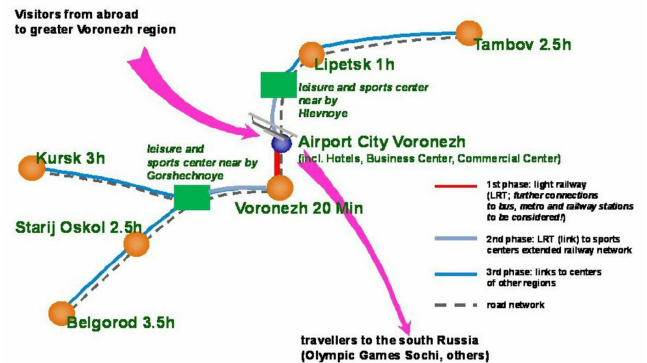 Visitors from abroad
to greater Voronezh region
Tambov 2.5h
Lipetsk 1h
leisure and sports center
near by
Hlevnoye
Airport City Voronezh
(incl. Hotels, Business Center, Commercial Center)
leisure and
sports center near by
Gorshechnoye
Kursk 3h
Voronezh 20 Min
Starij Oskol 2.5h
Belgorod 3.5h
1st phase: light railway
(LRT; further connections
to bus, metro and railway stations
to be considered!)
2nd phase: LRT (link) to sports
centers extended railway network
3rd phase: links to centers
of other regions
road network
travellers to the south Russia
(Olympic Games Sochi, others)